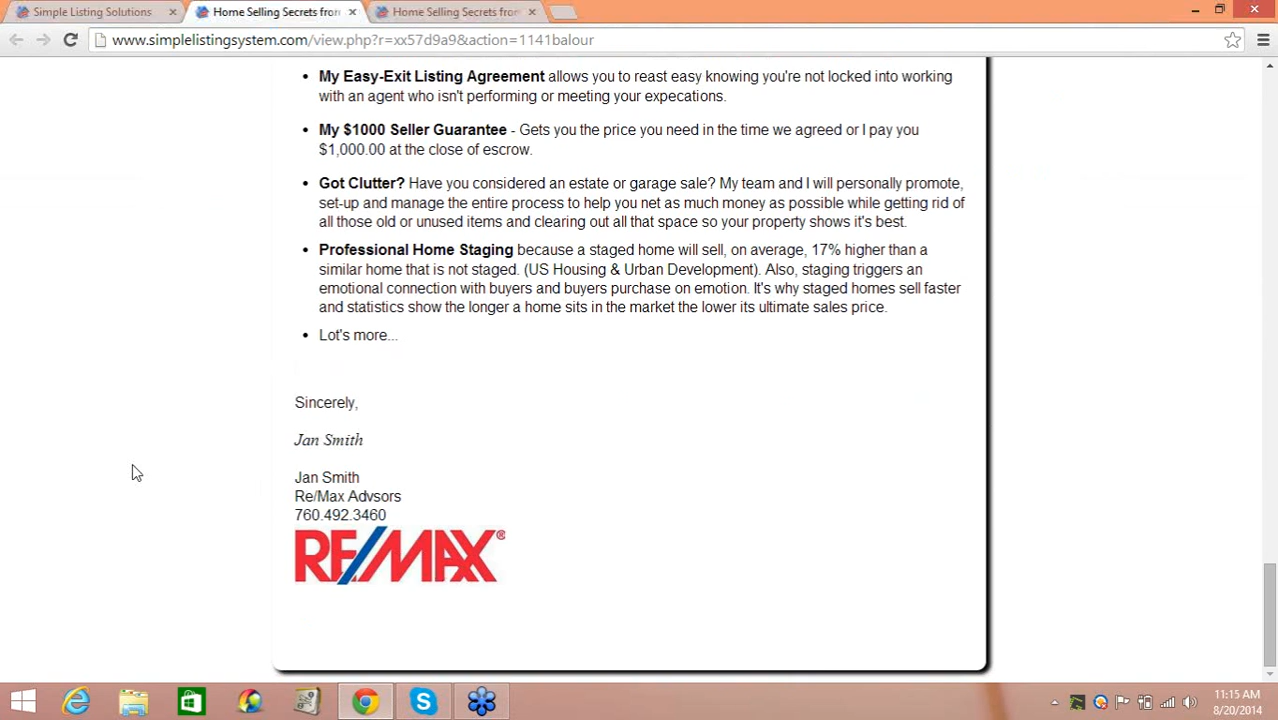 Simple Listing Solutions
Home Selling Secrets from
Home Selling Secrets from
www.simplelistingsystem.com/view.php?r=xx57d9a9&action=1141balour
• My Easy-Exit Listing Agreement allows you to reast easy knowing you're not locked into working
with an agent who isn't performing or meeting your expecations.
• My $1000 Seller Guarantee - Gets you the price you need in the time we agreed or I pay you
$1,000.00 at the close of escrow.
• Got Clutter? Have you considered an estate or garage sale? My team and I will personally promote,
set-up and manage the entire process to help you net as much money as possible while getting rid of
all those old or unused items and clearing out all that space so your property shows it's best.
• Professional Home Staging because a staged home will sell, on average, 17% higher than a
similar home that is not staged. (US Housing & Urban Development). Also, staging triggers an
emotional connection with buyers and buyers purchase on emotion. It's why staged homes sell faster
and statistics show the longer a home sits in the market the lower its ultimate sales price.
• Lot's more...
Sincerely,
Jan Smith
Jan Smith
Re/Max Advsors
760.492.3460
RE/MAX®
11:15 AM
8/20/2014